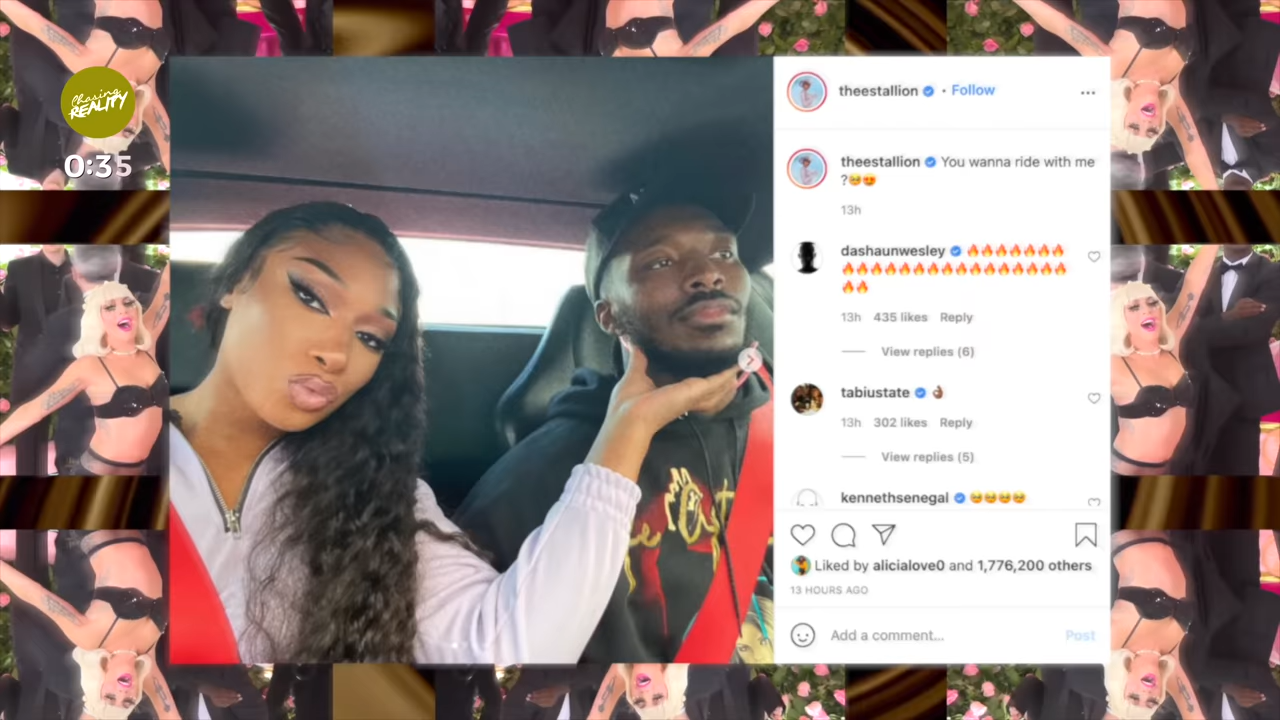 Chasing
REALITY
0:35
theestallion • Follow
theestallion You wanna ride with me
?🥺😍
13h
dashaunwesley 🔥🔥🔥🔥🔥🔥🔥
🔥🔥🔥🔥🔥🔥🔥🔥🔥🔥🔥🔥🔥🔥🔥🔥
🔥🔥
13h 435 likes Reply
View replies (6)
tabiustate 👌🏾
13h 302 likes Reply
View replies (5)
kennethsenegal 🥺🥺🥺🥺
Liked by alicialove0 and 1,776,200 others
13 HOURS AGO
Add a comment... Post